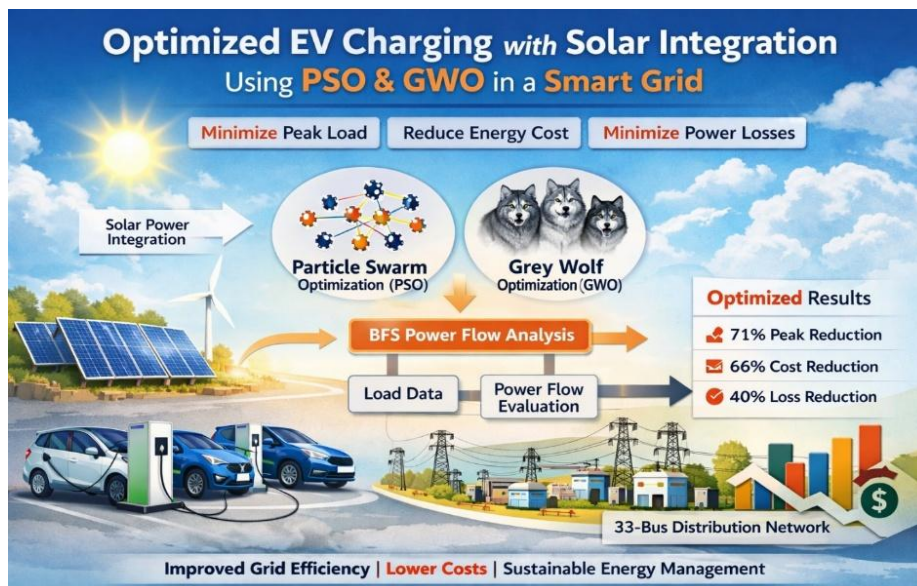 Optimized EV Charging with Solar Integration
Using PSO & GWO in a Smart Grid
Minimize Peak Load
Reduce Energy Cost
Minimize Power Losses
Solar Power
Integration
Particle Swarm
Optimization (PSO)
Grey Wolf
Optimization (GWO)
BFS Power Flow Analysis
Load Data
Power Flow
Evaluation
Optimized Results
71% Peak Reduction
66% Cost Reduction
40% Loss Reduction
$
33-Bus Distribution Network
Improved Grid Efficiency | Lower Costs | Sustainable Energy Management